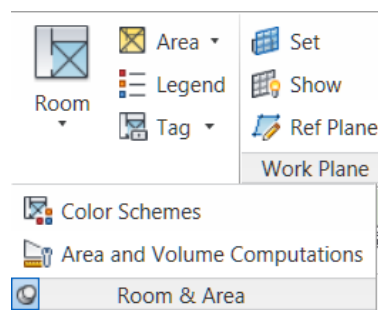 Room
Area
Legend
Tag
Set
Show
Ref Plane
Work Plane
Color Schemes
Area and Volume Computations
Room & Area